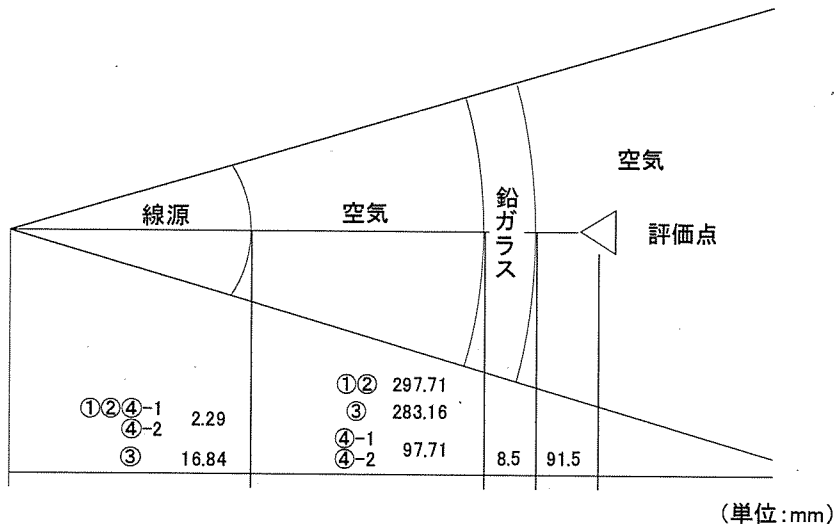 空気
線源
空気
鉛ガラス
評価点
①②④-1
④-2
2.29
③ 16.84
①② 297.71
③ 283.16
④-1
④-2
97.71
8.5
91.5
(単位:mm)